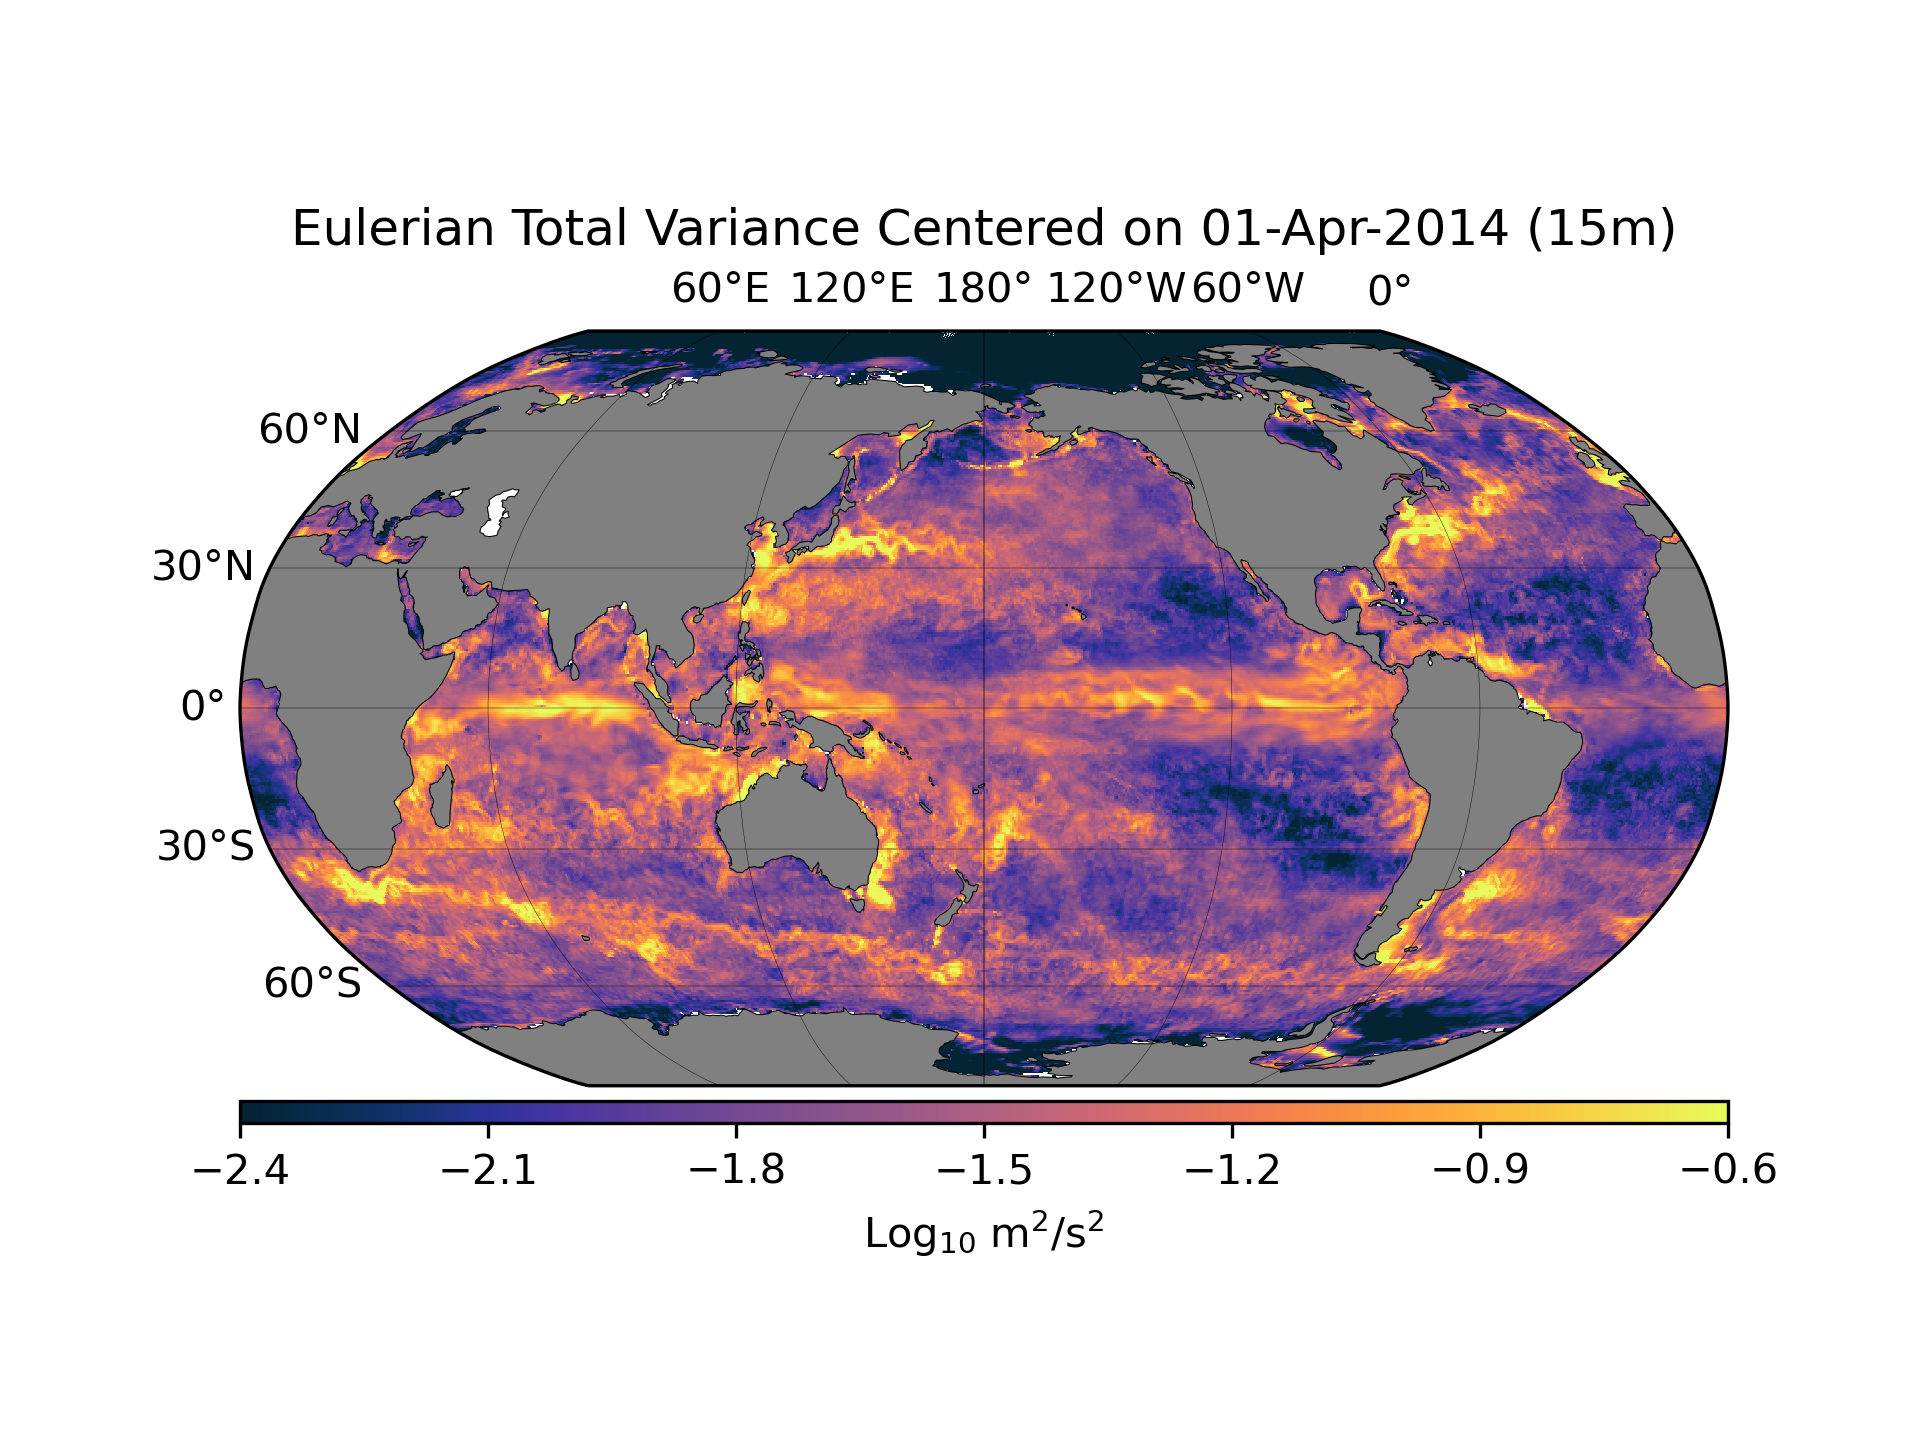 Eulerian Total Variance Centered on 01-Apr-2014 (15m)
60°E 120°E 180° 120°W 60°W 0°
60°N
30°N
0°
30°S
60°S
−2.4 −2.1 −1.8 −1.5 −1.2 −0.9 −0.6
Log₁₀ m²/s²